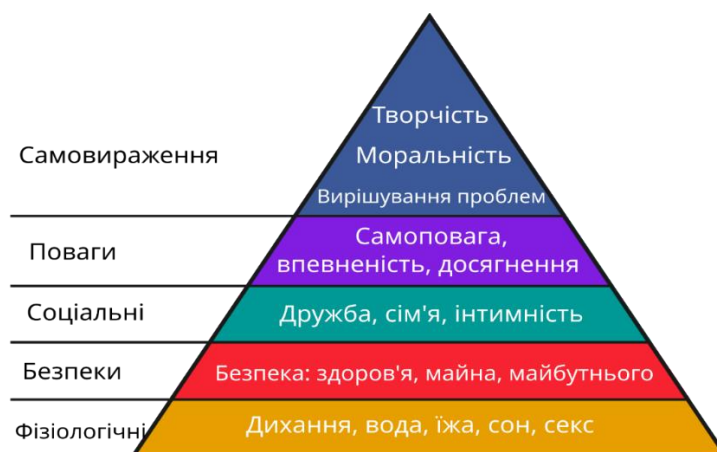 Творчість
Самовираження
Моральність
Вирішування проблем
Поваги
Самоповага,
впевненість, досягнення
Соціальні
Дружба, сім'я, інтимність
Безпеки
Безпека: здоров'я, майна, майбутнього
Фізіологічні
Дихання, вода, їжа, сон, секс